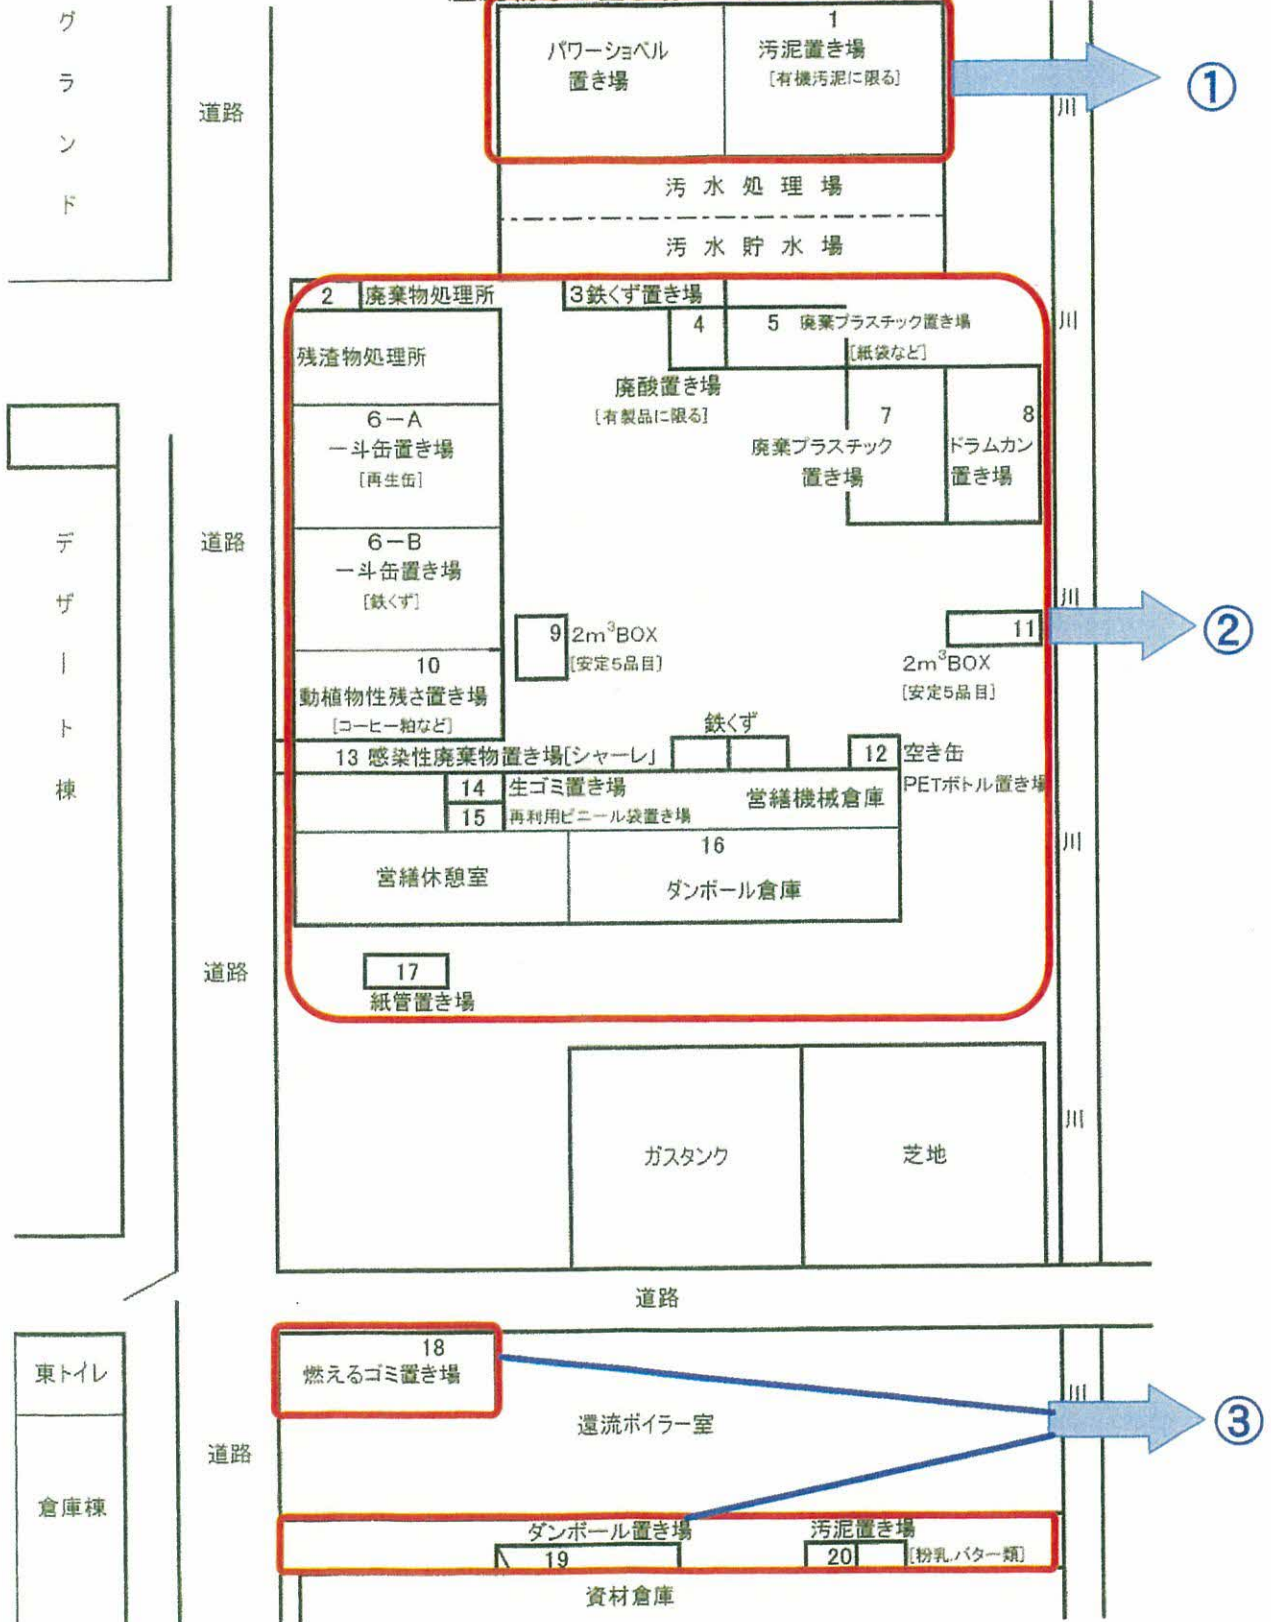 グランド
道路
パワーショベル
置き場
1
汚泥置き場
[有機汚泥に限る]
川
①
汚水処理場
汚水貯水場
2 廃棄物処理所
3鉄くず置き場
4
5 廃棄プラスチック置き場
[紙袋など]
川
残渣物処理所
廃酸置き場
[有製品に限る]
6-A
一斗缶置き場
[再生缶]
7
廃棄プラスチック
置き場
8
ドラムカン
置き場
デザート棟
道路
6-B
一斗缶置き場
[鉄くず]
9 2m³BOX
[安定5品目]
川
11
2m³BOX
[安定5品目]
②
10
動植物性残さ置き場
[コーヒー粕など]
鉄くず
13 感染性廃棄物置き場[シャーレ」
12 空き缶
PETボトル置き場
14 生ゴミ置き場
15 再利用ビニール袋置き場
営繕機械倉庫
川
営繕休憩室
16
ダンボール倉庫
道路
17
紙管置き場
ガスタンク
芝地
川
道路
東トイレ
18
燃えるゴミ置き場
還流ボイラー室
川
③
道路
倉庫棟
ダンボール置き場
19
汚泥置き場
20 [粉乳.バター類]
資材倉庫